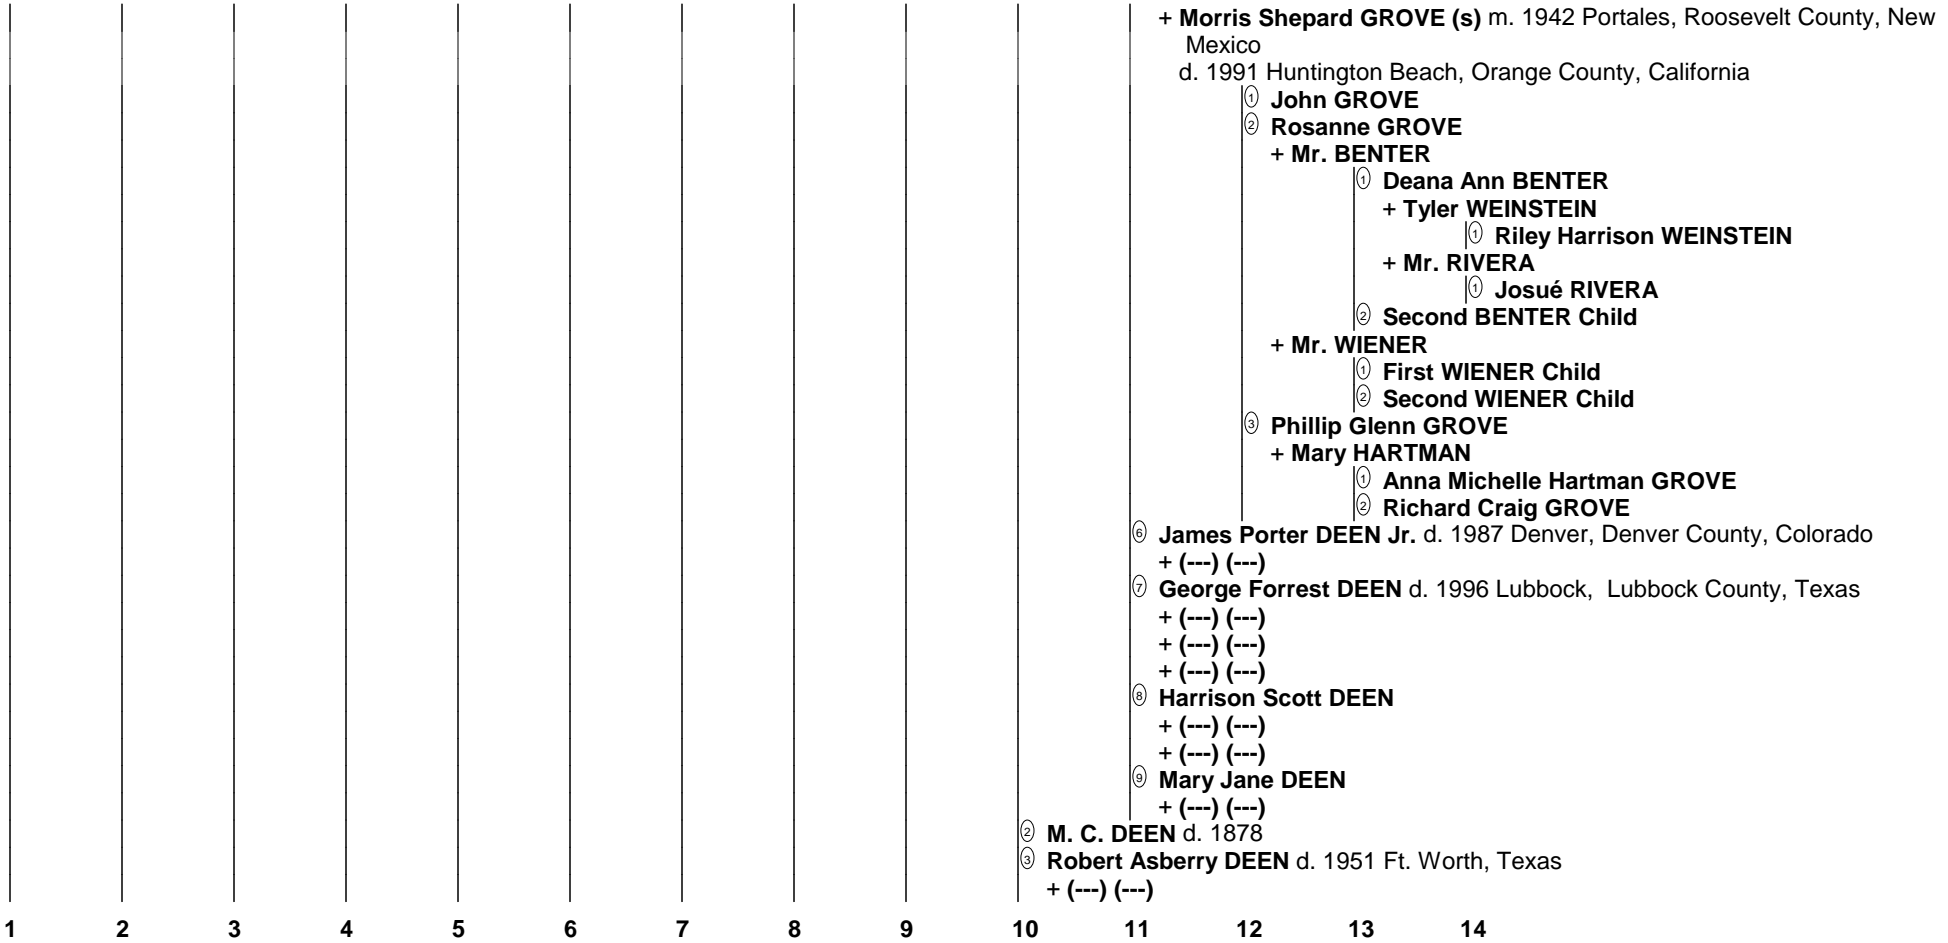 + Morris Shepard GROVE (s) m. 1942 Portales, Roosevelt County, New
Mexico
d. 1991 Huntington Beach, Orange County, California
① John GROVE
② Rosanne GROVE
+ Mr. BENTER
① Deana Ann BENTER
+ Tyler WEINSTEIN
① Riley Harrison WEINSTEIN
+ Mr. RIVERA
① Josué RIVERA
② Second BENTER Child
+ Mr. WIENER
① First WIENER Child
② Second WIENER Child
③ Phillip Glenn GROVE
+ Mary HARTMAN
① Anna Michelle Hartman GROVE
② Richard Craig GROVE
⑥ James Porter DEEN Jr. d. 1987 Denver, Denver County, Colorado
+ (---) (---)
⑦ George Forrest DEEN d. 1996 Lubbock, Lubbock County, Texas
+ (---) (---)
+ (---) (---)
+ (---) (---)
⑧ Harrison Scott DEEN
+ (---) (---)
+ (---) (---)
⑨ Mary Jane DEEN
+ (---) (---)
② M. C. DEEN d. 1878
③ Robert Asberry DEEN d. 1951 Ft. Worth, Texas
+ (---) (---)
1 2 3 4 5 6 7 8 9 10 11 12 13 14